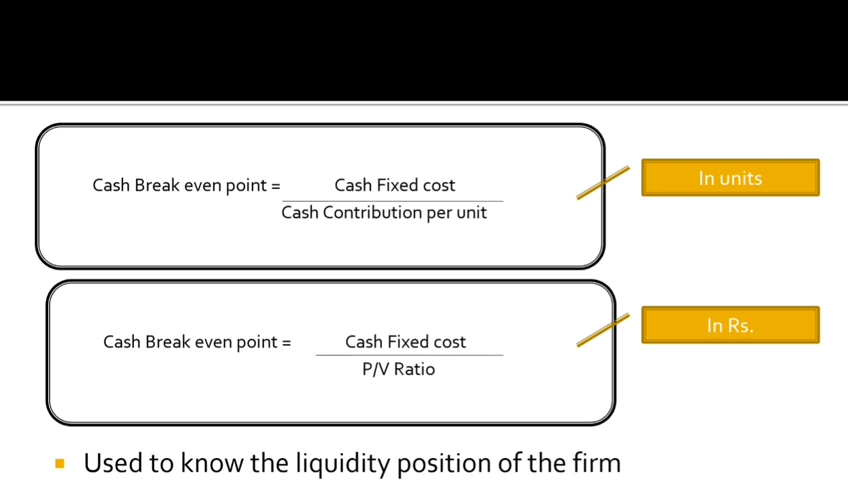 Cash Break even point = Cash Fixed cost
Cash Contribution per unit
In units
Cash Break even point = Cash Fixed cost
P/V Ratio
In Rs.
Used to know the liquidity position of the firm